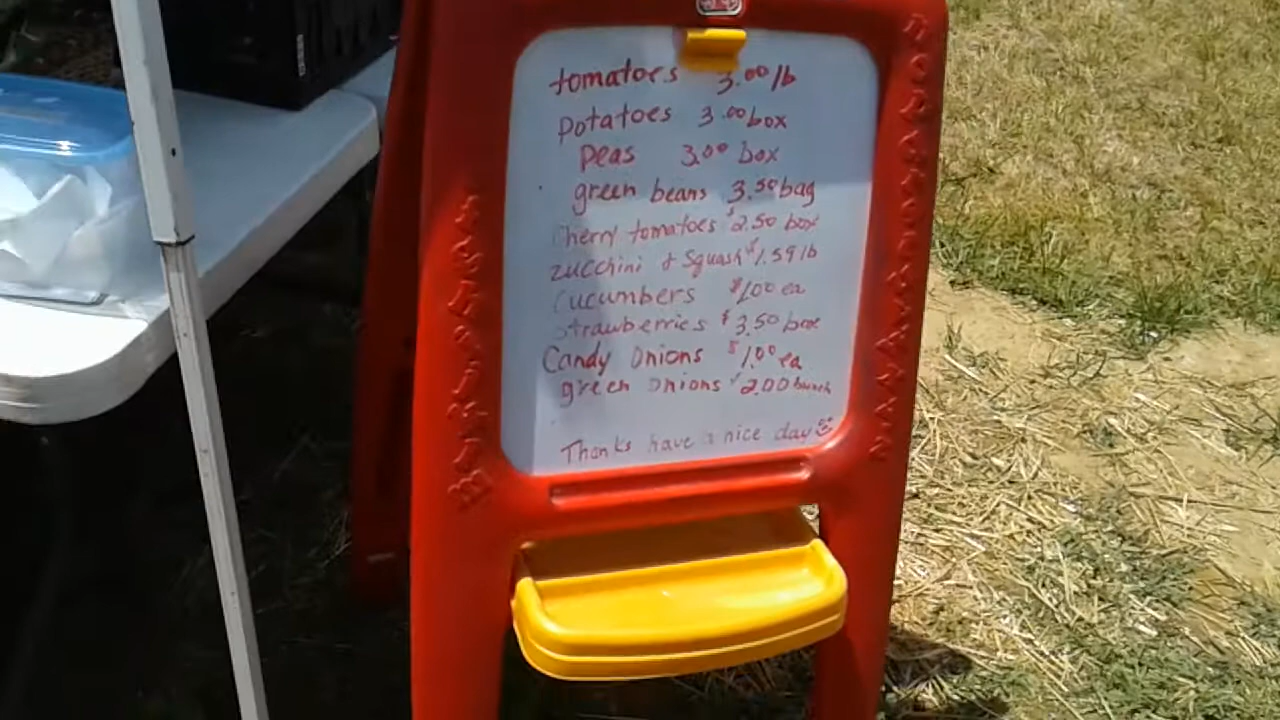 tomatoes 3.00/lb
potatoes 3.00 box
peas 3.00 box
green beans 3.50 bag
Cherry tomatoes $2.50 box
zucchini & Squash $1.59 lb
Cucumbers $1.00 ea
strawberries $3.50 box
Candy Onions $1.00 ea
green onions $2.00 bunch
Thanks have a nice day